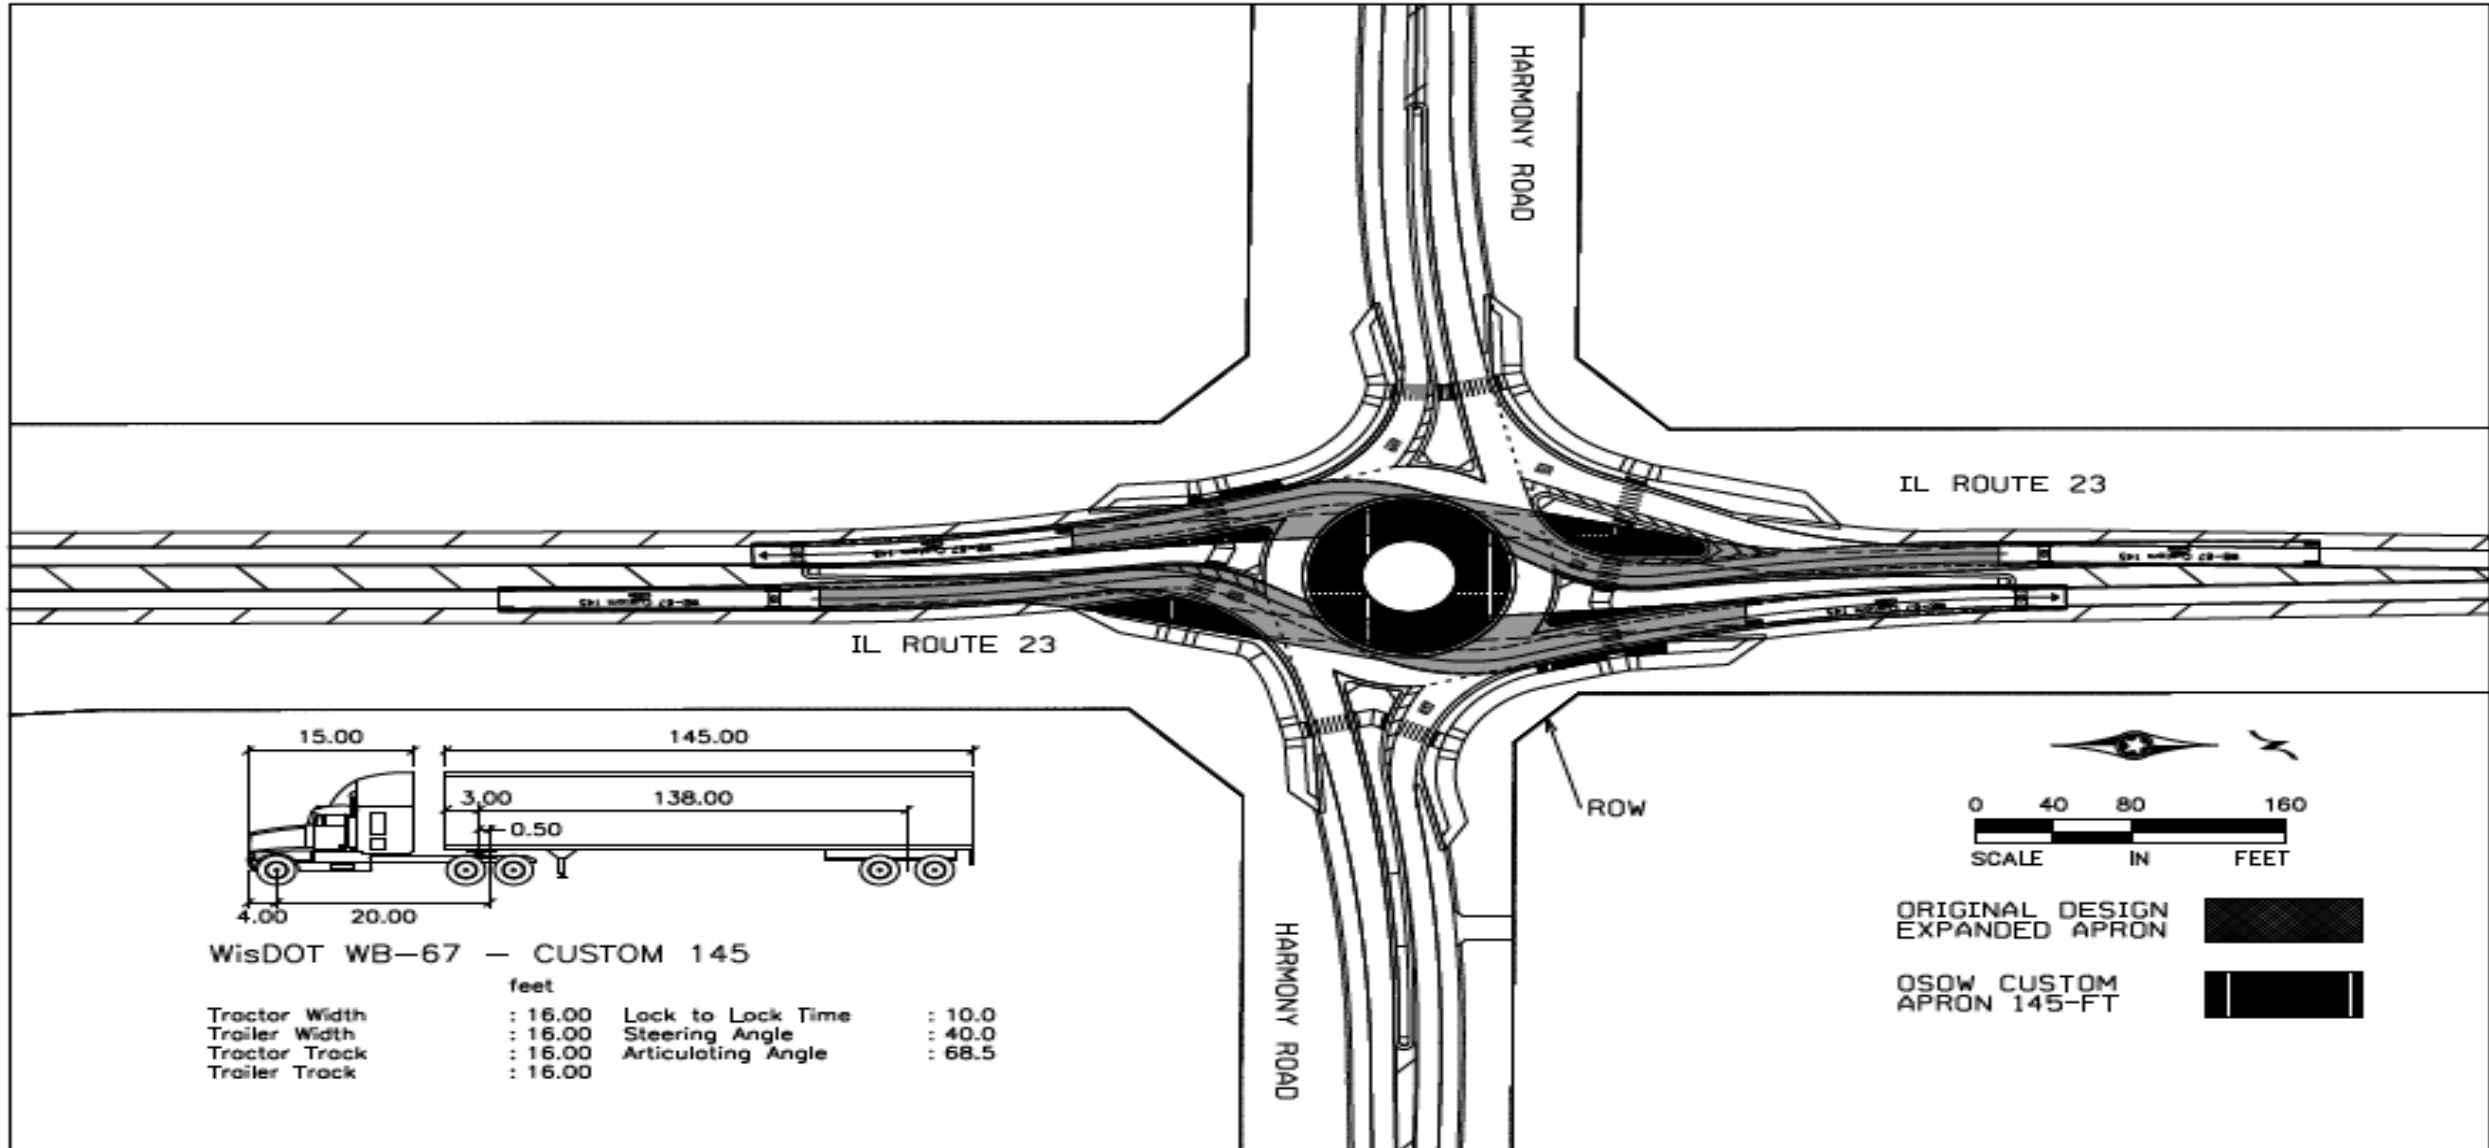 HARMONY ROAD
IL ROUTE 23
IL ROUTE 23
15.00
145.00
3.00
138.00
0.50
4.00
20.00
WisDOT WB-67 - CUSTOM 145
feet
Tractor Width : 16.00 Lock to Lock Time : 10.0
Trailer Width : 16.00 Steering Angle : 40.0
Tractor Track : 16.00 Articulating Angle : 68.5
Trailer Track : 16.00
HARMONY ROAD
ROW
0 40 80 160
SCALE IN FEET
ORIGINAL DESIGN
EXPANDED APRON
OSOW CUSTOM
APRON 145-FT